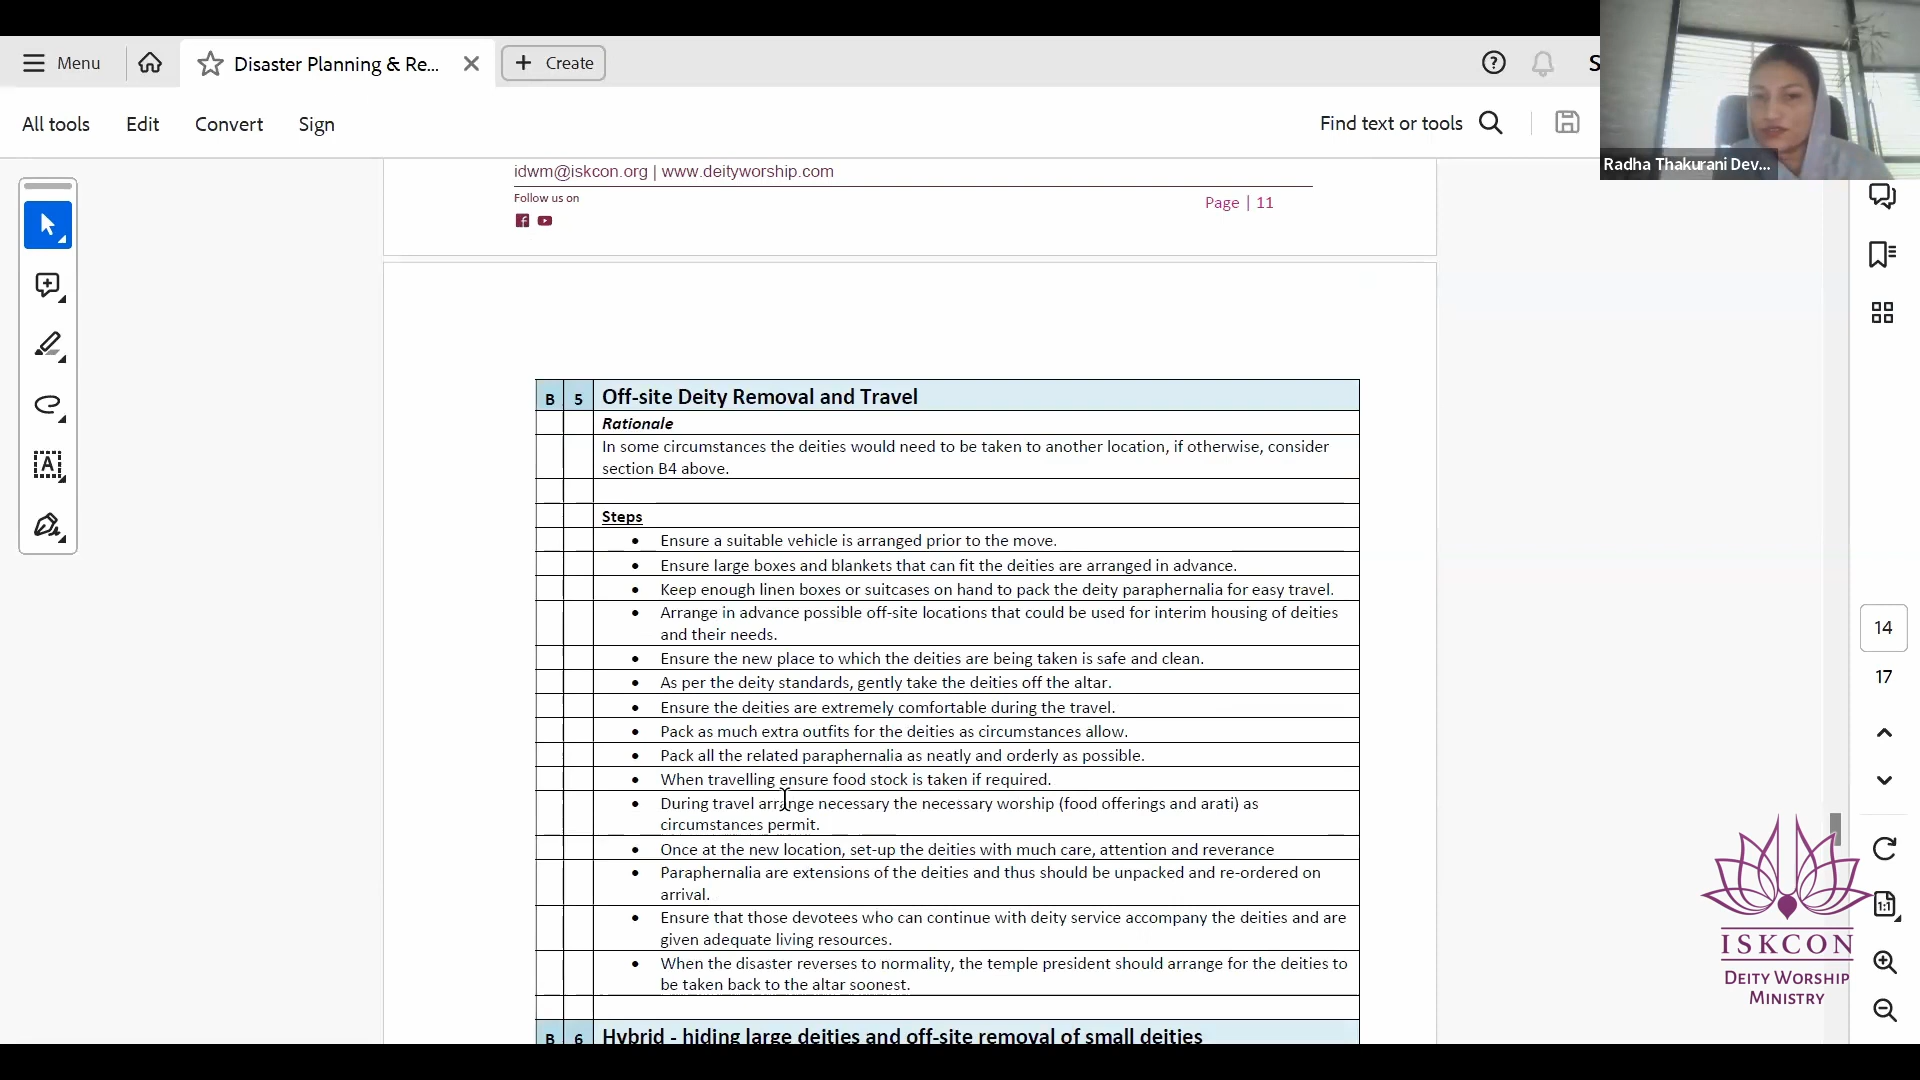 Menu
Disaster Planning & Re...
Create
S
All tools
Edit
Convert
Sign
Find text or tools
Radha Thakurani Dev...
idwm@iskcon.org | www.deityworship.com
Follow us on
Page | 11
B 5 Off-site Deity Removal and Travel
Rationale
In some circumstances the deities would need to be taken to another location, if otherwise, consider
section B4 above.
Steps
• Ensure a suitable vehicle is arranged prior to the move.
• Ensure large boxes and blankets that can fit the deities are arranged in advance.
• Keep enough linen boxes or suitcases on hand to pack the deity paraphernalia for easy travel.
• Arrange in advance possible off-site locations that could be used for interim housing of deities
and their needs.
• Ensure the new place to which the deities are being taken is safe and clean.
• As per the deity standards, gently take the deities off the altar.
• Ensure the deities are extremely comfortable during the travel.
• Pack as much extra outfits for the deities as circumstances allow.
• Pack all the related paraphernalia as neatly and orderly as possible.
• When travelling ensure food stock is taken if required.
• During travel arrange necessary the necessary worship (food offerings and arati) as
circumstances permit.
• Once at the new location, set-up the deities with much care, attention and reverance
• Paraphernalia are extensions of the deities and thus should be unpacked and re-ordered on
arrival.
• Ensure that those devotees who can continue with deity service accompany the deities and are
given adequate living resources.
• When the disaster reverses to normality, the temple president should arrange for the deities to
be taken back to the altar soonest.
B 6 Hybrid - hiding large deities and off-site removal of small deities
14
17
1:1
ISKCON
DEITY WORSHIP
MINISTRY